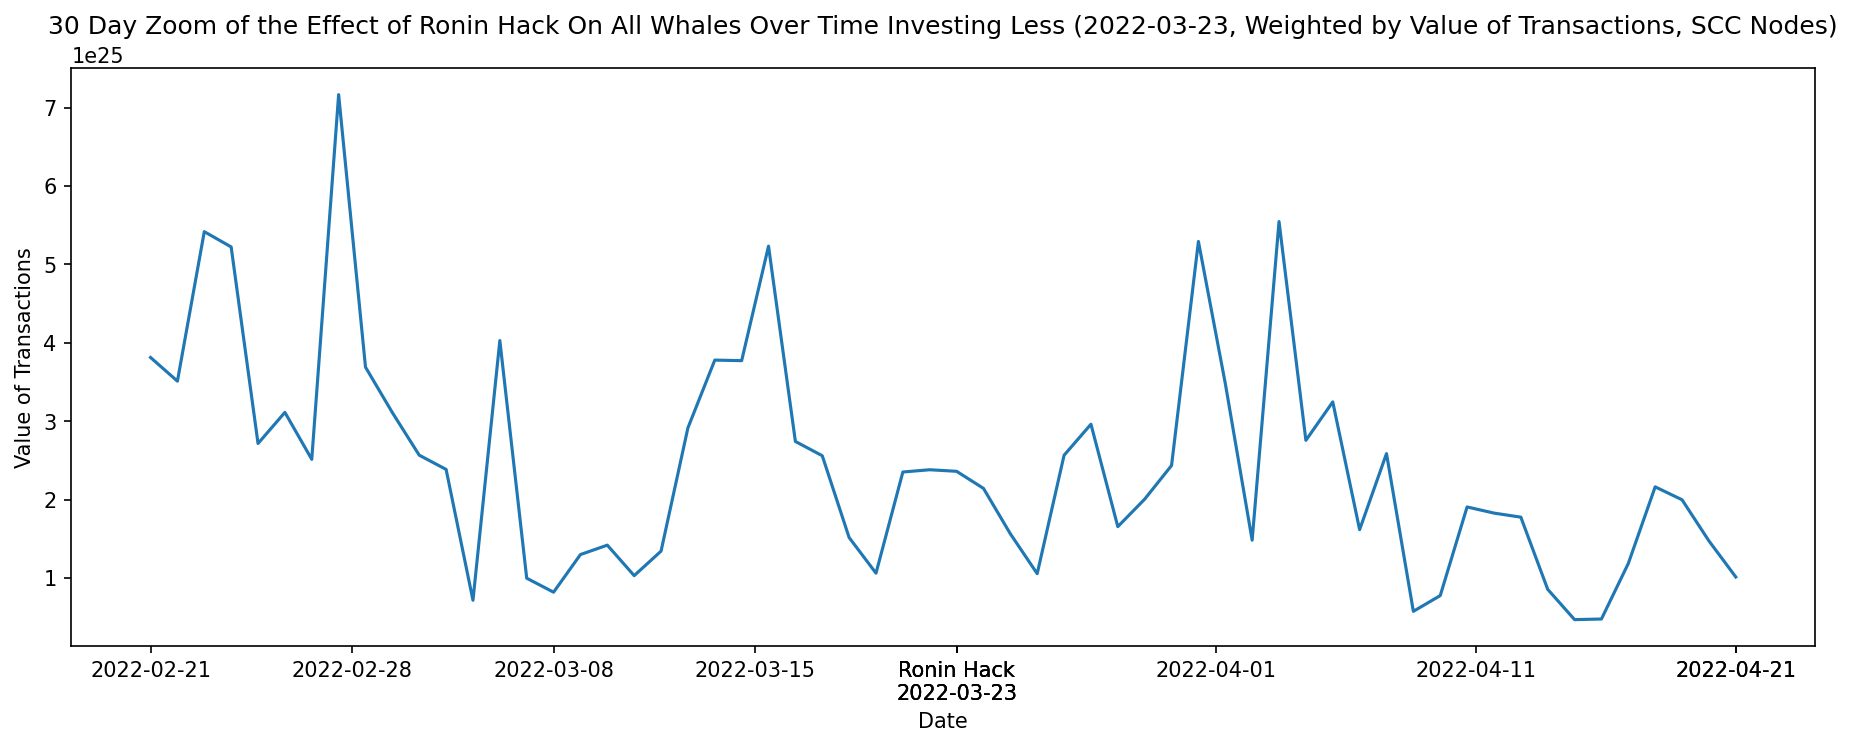 30 Day Zoom of the Effect of Ronin Hack On All Whales Over Time Investing Less (2022-03-23, Weighted by Value of Transactions, SCC Nodes)
1e25
7
6
5
4
3
2
1
Value of Transactions
2022-02-21 2022-02-28 2022-03-08 2022-03-15 Ronin Hack 2022-04-01 2022-04-11 2022-04-21
2022-03-23
Date